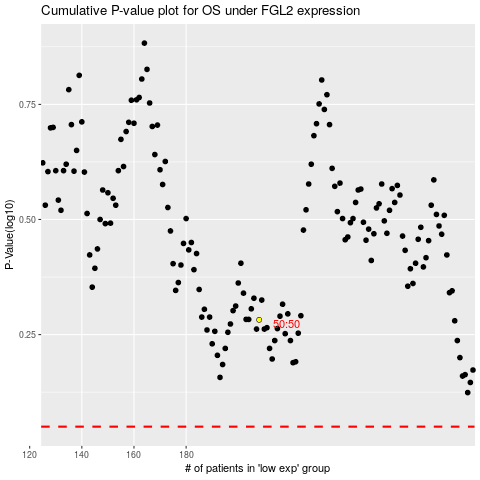 Cumulative P-value plot for OS under FGL2 expression
P-Value(log10)
0.75
0.50
0.25
50:50
120 140 160 180
# of patients in 'low exp' group